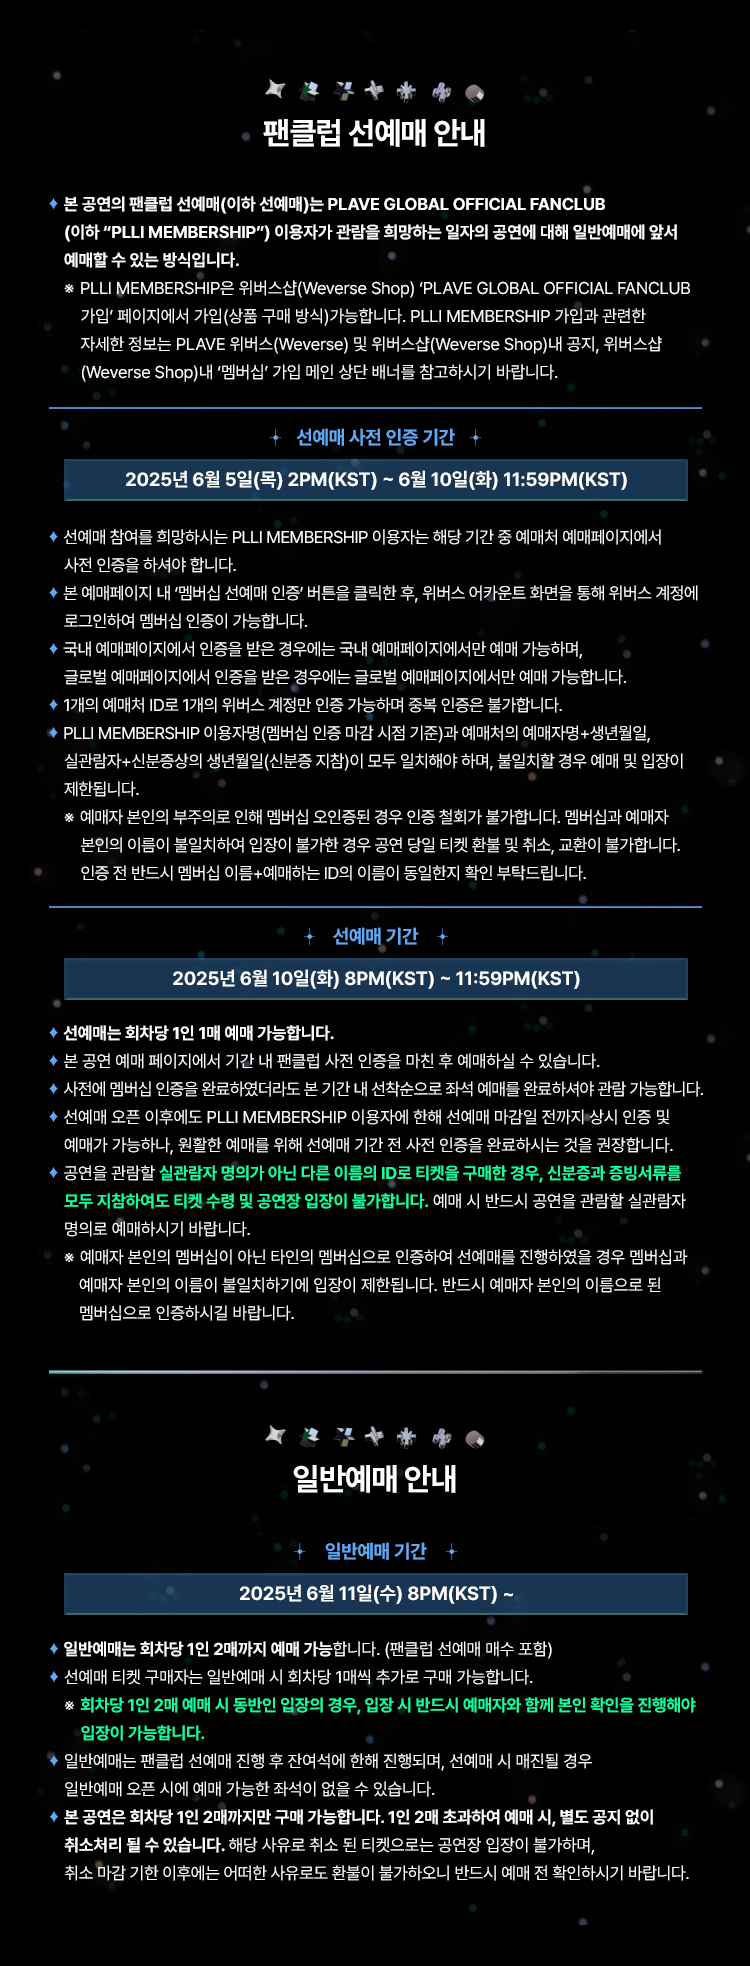 팬클럽 선예매 안내
♦ 본 공연의 팬클럽 선예매(이하 선예매)는 PLAVE GLOBAL OFFICIAL FANCLUB
(이하 “PLLI MEMBERSHIP”) 이용자가 관람을 희망하는 일자의 공연에 대해 일반예매에 앞서
예매할 수 있는 방식입니다.
※ PLLI MEMBERSHIP은 위버스샵(Weverse Shop) ‘PLAVE GLOBAL OFFICIAL FANCLUB
가입’ 페이지에서 가입(상품 구매 방식)가능합니다. PLLI MEMBERSHIP 가입과 관련한
자세한 정보는 PLAVE 위버스(Weverse) 및 위버스샵(Weverse Shop)내 공지, 위버스샵
(Weverse Shop)내 ‘멤버십’ 가입 메인 상단 배너를 참고하시기 바랍니다.
선예매 사전 인증 기간
2025년 6월 5일(목) 2PM(KST) ~ 6월 10일(화) 11:59PM(KST)
♦ 선예매 참여를 희망하시는 PLLI MEMBERSHIP 이용자는 해당 기간 중 예매처 예매페이지에서
사전 인증을 하셔야 합니다.
♦ 본 예매페이지 내 ‘멤버십 선예매 인증’ 버튼을 클릭한 후, 위버스 어카운트 화면을 통해 위버스 계정에
로그인하여 멤버십 인증이 가능합니다.
♦ 국내 예매페이지에서 인증을 받은 경우에는 국내 예매페이지에서만 예매 가능하며,
글로벌 예매페이지에서 인증을 받은 경우에는 글로벌 예매페이지에서만 예매 가능합니다.
♦ 1개의 예매처 ID로 1개의 위버스 계정만 인증 가능하며 중복 인증은 불가합니다.
♦ PLLI MEMBERSHIP 이용자명(멤버십 인증 마감 시점 기준)과 예매처의 예매자명+생년월일,
실관람자+신분증상의 생년월일(신분증 지참)이 모두 일치해야 하며, 불일치할 경우 예매 및 입장이
제한됩니다.
※ 예매자 본인의 부주의로 인해 멤버십 오인증된 경우 인증 철회가 불가합니다. 멤버십과 예매자
본인의 이름이 불일치하여 입장이 불가한 경우 공연 당일 티켓 환불 및 취소, 교환이 불가합니다.
인증 전 반드시 멤버십 이름+예매하는 ID의 이름이 동일한지 확인 부탁드립니다.
선예매 기간
2025년 6월 10일(화) 8PM(KST) ~ 11:59PM(KST)
♦ 선예매는 회차당 1인 1매 예매 가능합니다.
♦ 본 공연 예매 페이지에서 기간 내 팬클럽 사전 인증을 마친 후 예매하실 수 있습니다.
♦ 사전에 멤버십 인증을 완료하였더라도 본 기간 내 선착순으로 좌석 예매를 완료하셔야 관람 가능합니다.
♦ 선예매 오픈 이후에도 PLLI MEMBERSHIP 이용자에 한해 선예매 마감일 전까지 상시 인증 및
예매가 가능하나, 원활한 예매를 위해 선예매 기간 전 사전 인증을 완료하시는 것을 권장합니다.
♦ 공연을 관람할 실관람자 명의가 아닌 다른 이름의 ID로 티켓을 구매한 경우, 신분증과 증빙서류를
모두 지참하여도 티켓 수령 및 공연장 입장이 불가합니다. 예매 시 반드시 공연을 관람할 실관람자
명의로 예매하시기 바랍니다.
※ 예매자 본인의 멤버십이 아닌 타인의 멤버십으로 인증하여 선예매를 진행하였을 경우 멤버십과
예매자 본인의 이름이 불일치하기에 입장이 제한됩니다. 반드시 예매자 본인의 이름으로 된
멤버십으로 인증하시길 바랍니다.
일반예매 안내
일반예매 기간
2025년 6월 11일(수) 8PM(KST) ~
♦ 일반예매는 회차당 1인 2매까지 예매 가능합니다. (팬클럽 선예매 매수 포함)
♦ 선예매 티켓 구매자는 일반예매 시 회차당 1매씩 추가로 구매 가능합니다.
※ 회차당 1인 2매 예매 시 동반인 입장의 경우, 입장 시 반드시 예매자와 함께 본인 확인을 진행해야
입장이 가능합니다.
♦ 일반예매는 팬클럽 선예매 진행 후 잔여석에 한해 진행되며, 선예매 시 매진될 경우
일반예매 오픈 시에 예매 가능한 좌석이 없을 수 있습니다.
♦ 본 공연은 회차당 1인 2매까지만 구매 가능합니다. 1인 2매 초과하여 예매 시, 별도 공지 없이
취소처리 될 수 있습니다. 해당 사유로 취소 된 티켓으로는 공연장 입장이 불가하며,
취소 마감 기한 이후에는 어떠한 사유로도 환불이 불가하오니 반드시 예매 전 확인하시기 바랍니다.